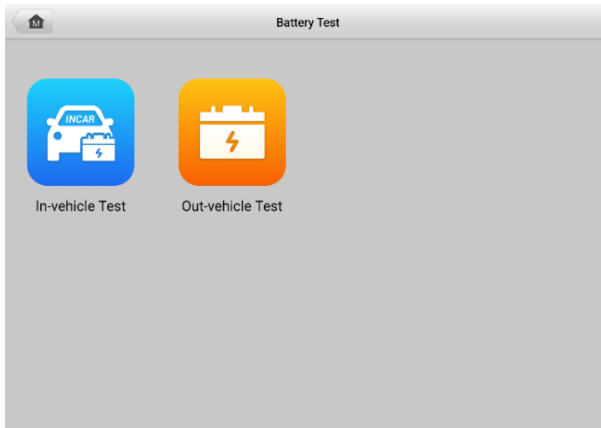 M
Battery Test
INCAR
In-vehicle Test
Out-vehicle Test